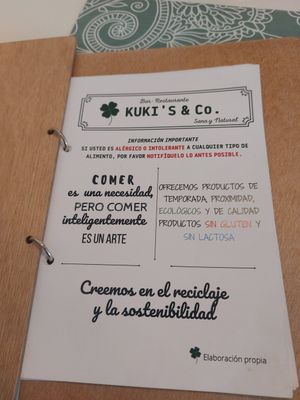 Bar - Restaurante
KUKI'S & Co.
Sano y Natural
INFORMACIÓN IMPORTANTE
SI USTED ES ALÉRGICO O INTOLERANTE A CUALQUIER TIPO DE
ALIMENTO, POR FAVOR NOTIFÍQUELO LO ANTES POSIBLE.
COMER
es una necesidad,
PERO COMER
inteligentemente
ES UN ARTE
OFRECEMOS PRODUCTOS DE
TEMPORADA, PROXIMIDAD,
ECOLÓGICOS Y DE CALIDAD
PRODUCTOS SIN GLUTEN Y
SIN LACTOSA
Creemos en el reciclaje
y la sostenibilidad
Elaboración propia